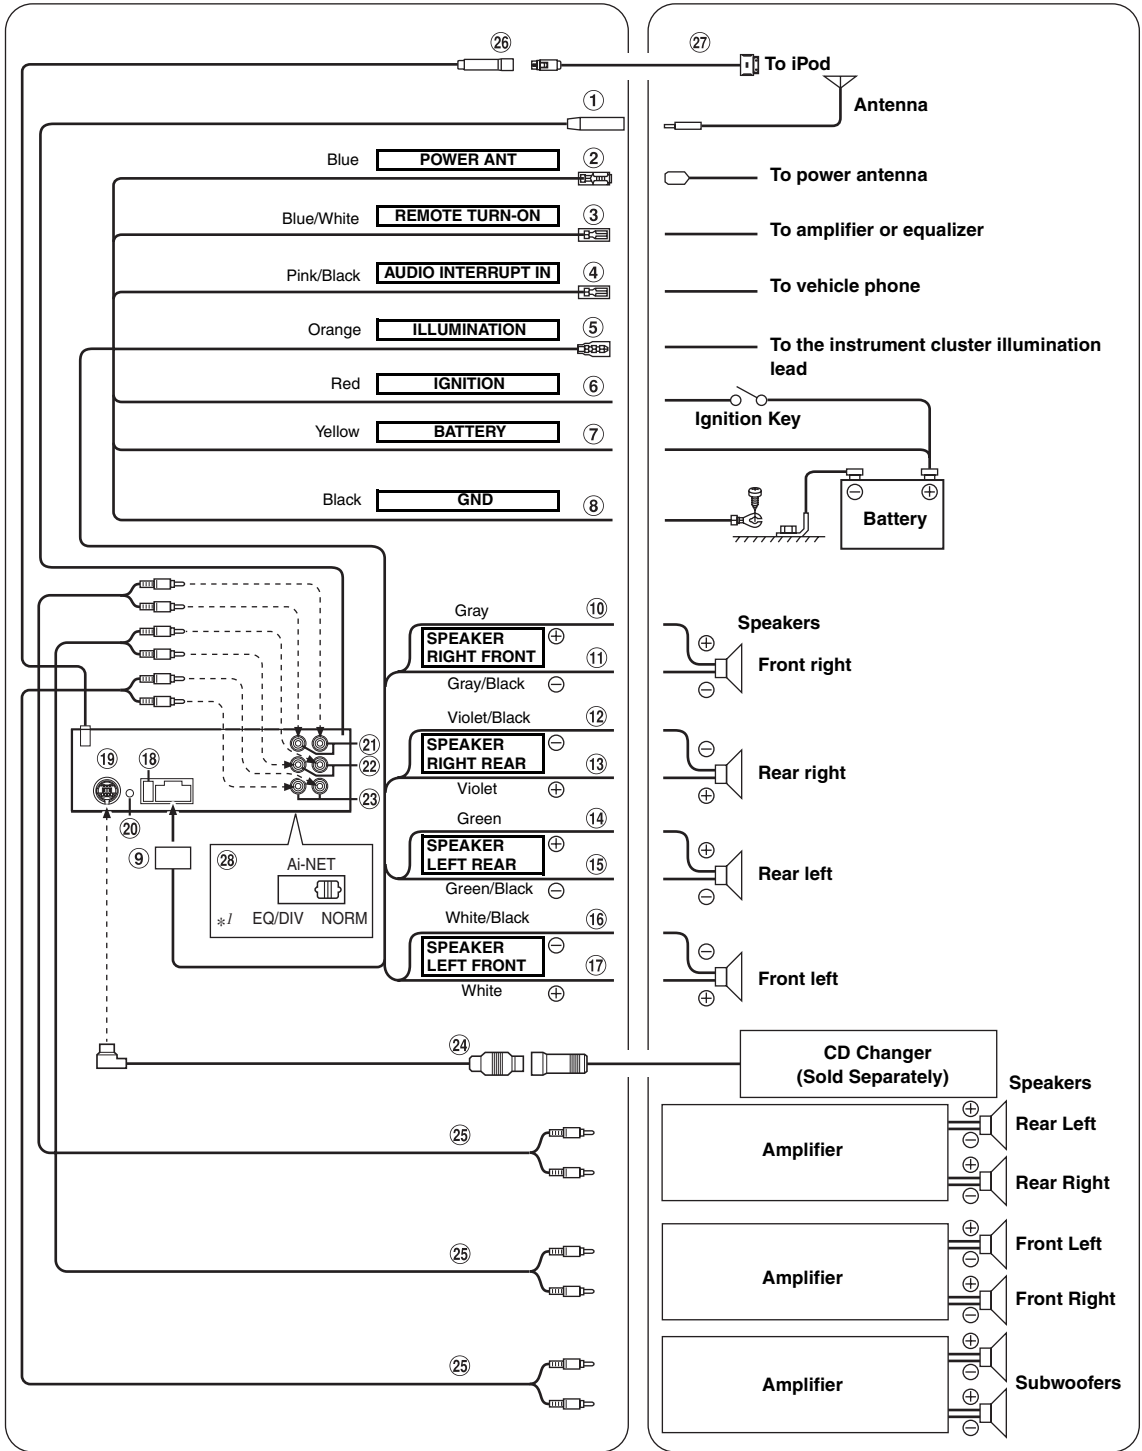 ㉖ ㉗
To iPod
①
Antenna
Blue POWER ANT ②
To power antenna
Blue/White REMOTE TURN-ON ③
To amplifier or equalizer
Pink/Black AUDIO INTERRUPT IN ④
To vehicle phone
Orange ILLUMINATION ⑤
To the instrument cluster illumination
lead
Red IGNITION ⑥
Ignition Key
Yellow BATTERY ⑦
Black GND ⑧
⊖ ⊕
Battery
Gray ⑩
SPEAKER ⊕
RIGHT FRONT ⑪
Gray/Black ⊖
Speakers
⊕
Front right
⊖
Violet/Black ⑫
SPEAKER ⊖
RIGHT REAR ⑬
Violet ⊕
⊖
Rear right
⊕
⑲ ⑱ ㉑
㉒
㉓
⑳
⑨
㉘
Ai-NET
*1 EQ/DIV NORM
Green ⑭
SPEAKER ⊕
LEFT REAR ⑮
Green/Black ⊖
⊕
Rear left
⊖
White/Black ⑯
SPEAKER ⊖
LEFT FRONT ⑰
White ⊕
⊖
Front left
⊕
㉔
CD Changer
(Sold Separately)
Speakers
㉕
Amplifier
⊕
Rear Left
⊖
⊕
Rear Right
⊖
㉕
Amplifier
⊕
Front Left
⊖
⊕
Front Right
⊖
㉕
Amplifier
⊕
⊖
Subwoofers
⊕
⊖